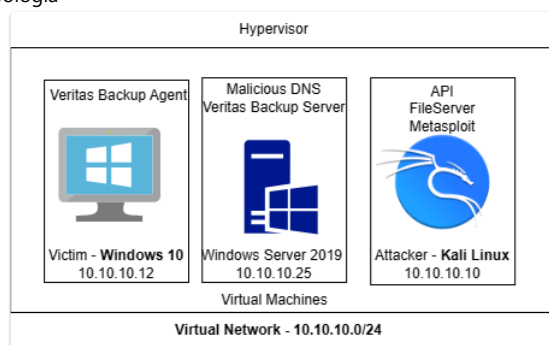 Hypervisor
Veritas Backup Agent
Victim - Windows 10
10.10.10.12
Malicious DNS
Veritas Backup Server
Windows Server 2019
10.10.10.25
API
FileServer
Metasploit
Attacker - Kali Linux
10.10.10.10
Virtual Machines
Virtual Network - 10.10.10.0/24